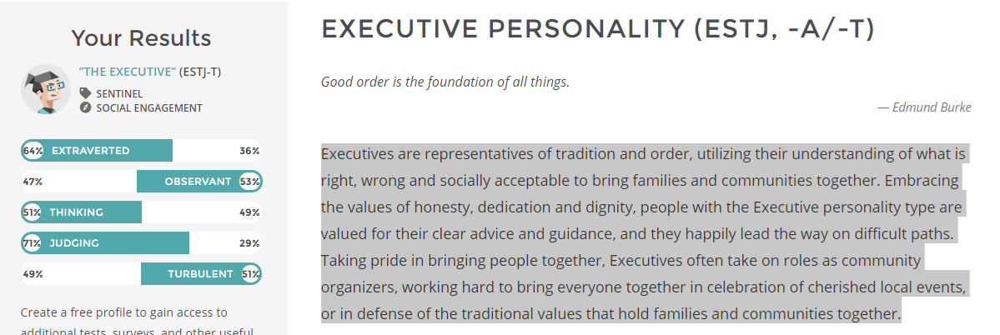 Your Results
“THE EXECUTIVE” (ESTJ-T)
SENTINEL
SOCIAL ENGAGEMENT
64% EXTRAVERTED 36%
47% OBSERVANT 53%
51% THINKING 49%
71% JUDGING 29%
49% TURBULENT 51%
Create a free profile to gain access to
additional tests, surveys, and other useful
EXECUTIVE PERSONALITY (ESTJ, -A/-T)
Good order is the foundation of all things.
— Edmund Burke
Executives are representatives of tradition and order, utilizing their understanding of what is
right, wrong and socially acceptable to bring families and communities together. Embracing
the values of honesty, dedication and dignity, people with the Executive personality type are
valued for their clear advice and guidance, and they happily lead the way on difficult paths.
Taking pride in bringing people together, Executives often take on roles as community
organizers, working hard to bring everyone together in celebration of cherished local events,
or in defense of the traditional values that hold families and communities together.